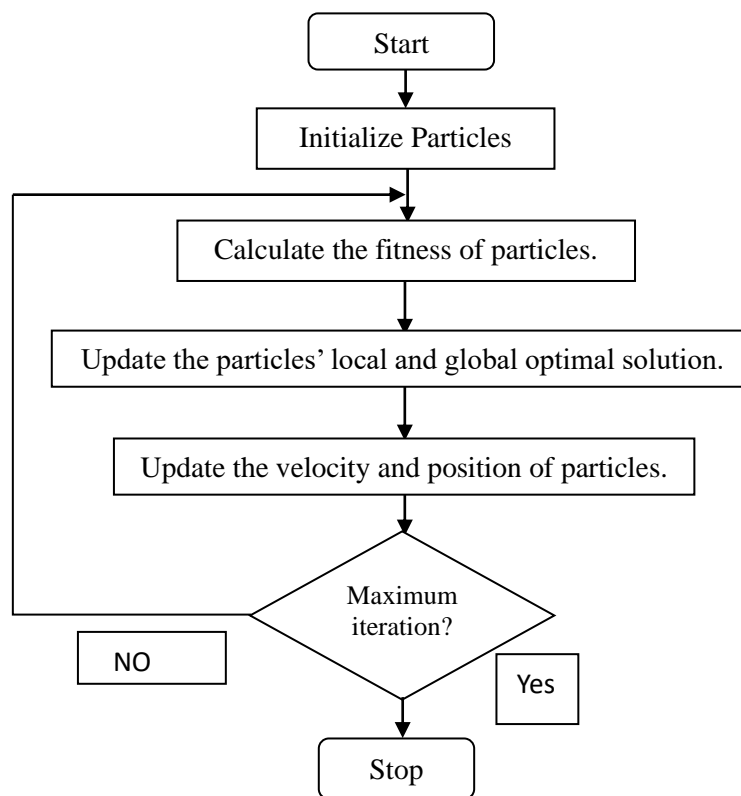 Start
Initialize Particles
Calculate the fitness of particles.
Update the particles’ local and global optimal solution.
Update the velocity and position of particles.
Maximum
iteration?
NO
Yes
Stop